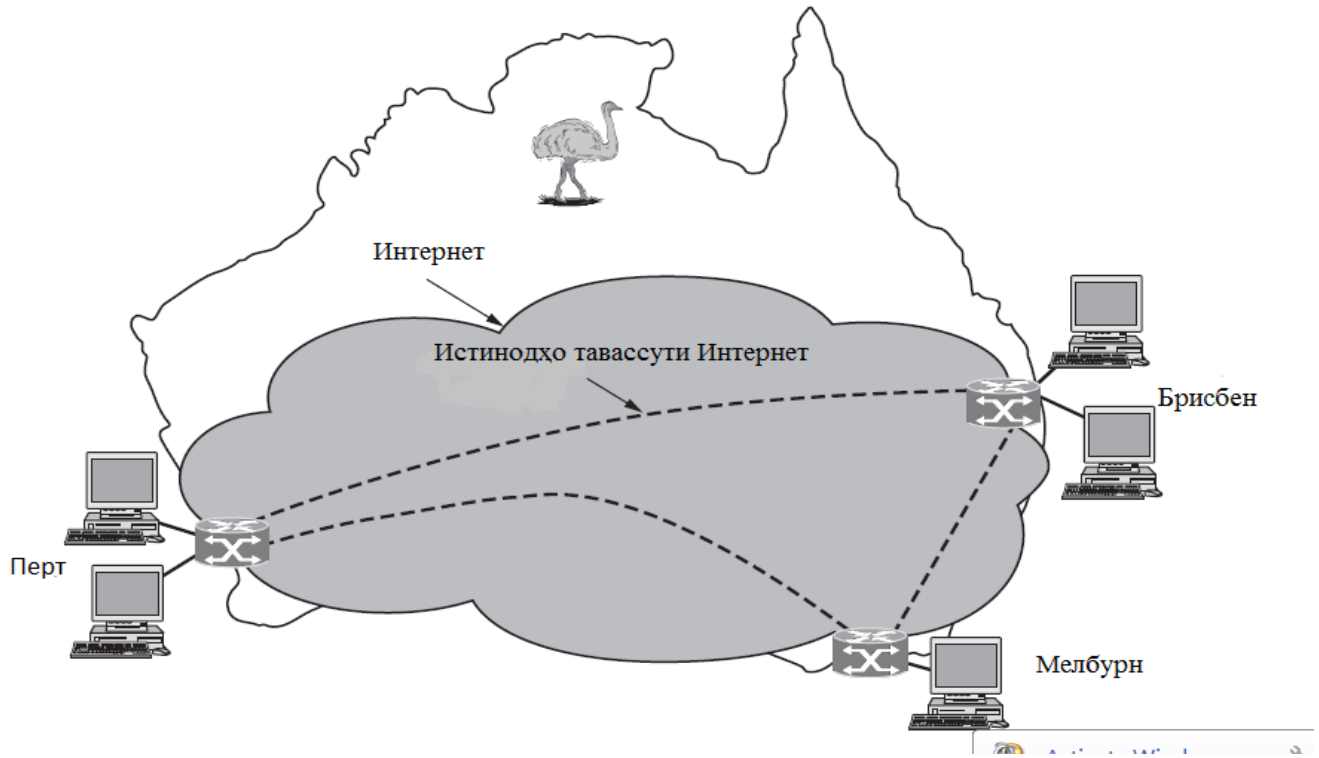 Интернет
Истинодҳо тавассути Интернет
Брисбен
Перт
Мелбурн